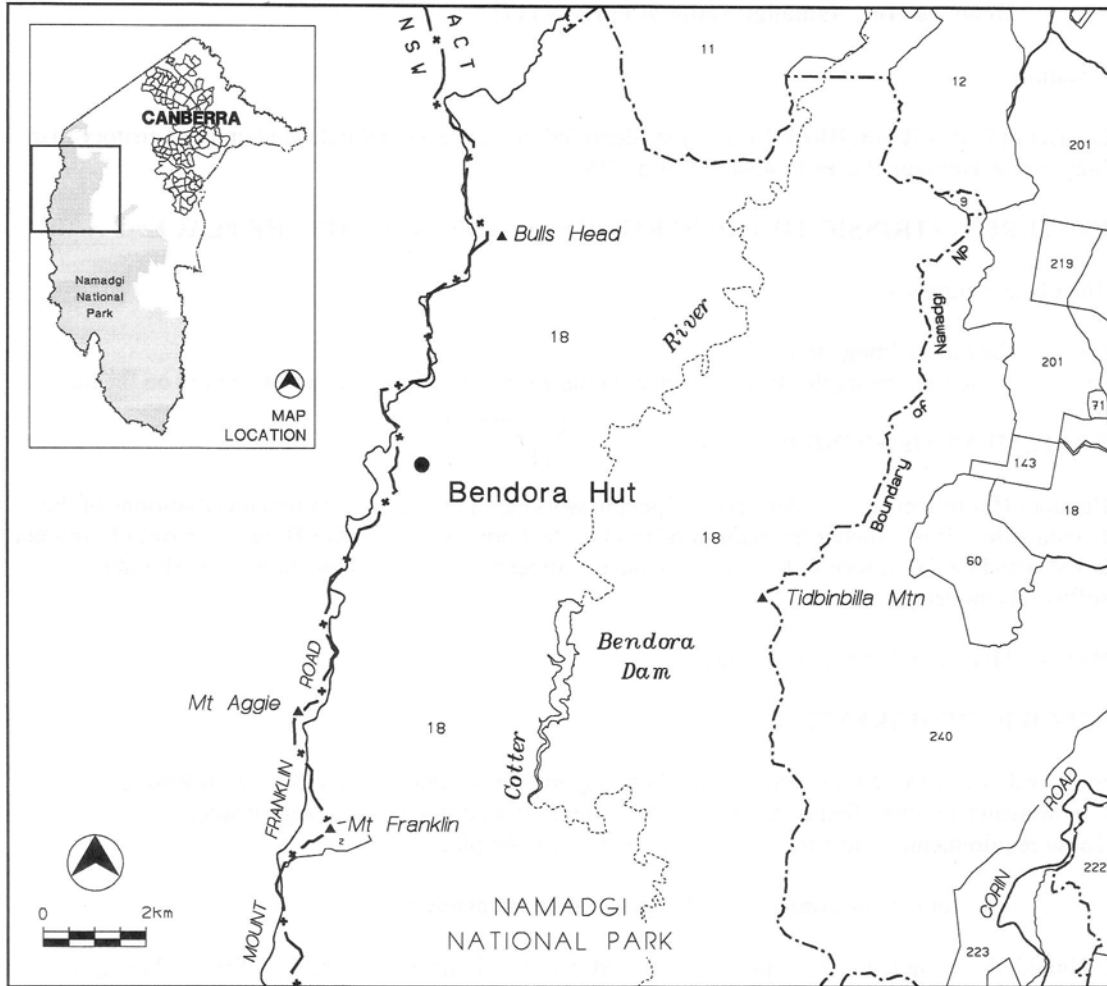 CANBERRA
Namadgi
National
Park
MAP
LOCATION
ACT
NSW
11
12
201
9
219
Bulls Head
Boundary of Namadgi NP
18
River
201
71
143
18
Bendora Hut
18
60
Tidbinbilla Mtn
Bendora
Dam
Mt Aggie
18
240
Cotter
MOUNT FRANKLIN ROAD
Mt Franklin
2
CORIN ROAD
222
0 2km
NAMADGI
NATIONAL PARK
223